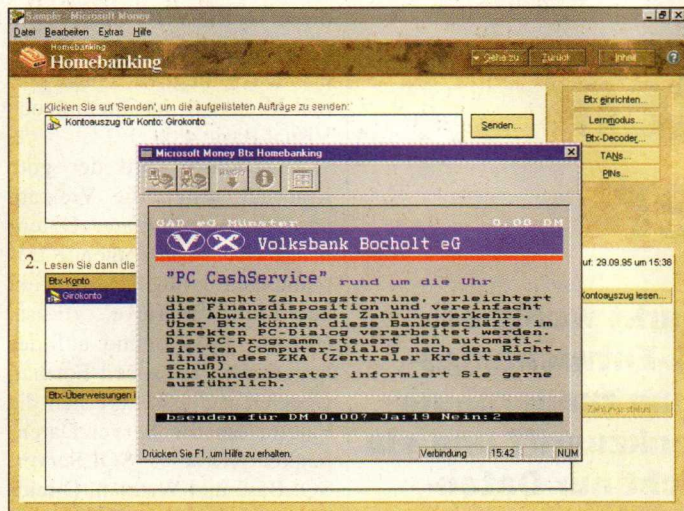 Sample - Microsoft Money
Datei Bearbeiten Extras Hilfe
Homebanking
Homebanking
Gehe zu Zurück Inhalt
1. Klicken Sie auf 'Senden', um die aufgelisteten Aufträge zu senden:
Kontoauszug für Konto: Girokonto
Senden...
Btx einrichten...
Lernmodus...
Btx-Decoder...
TANs...
PINs...
Microsoft Money Btx Homebanking
GAD eG Münster 0,00 DM
Volksbank Bocholt eG
"PC CashService" rund um die Uhr
überwacht Zahlungstermine, erleichtert
die Finanzdisposition und vereinfacht
die Abwicklung des Zahlungsverkehrs.
Über Btx können diese Bankgeschäfte im
direkten PC-Dialog verarbeitet werden.
Das PC-Programm steuert den automati-
sierten Computer-Dialog nach den Richt-
linien des ZKA (Zentraler Kreditaus-
schuß).
Ihr Kundenberater informiert Sie gerne
ausführlich.
bsenden für DM 0,00? Ja:19 Nein:2
Drücken Sie F1, um Hilfe zu erhalten. Verbindung 15:42 NUM
2. Lesen Sie dann die
uf: 29.09.95 um 15:38
Btx-Konto
Girokonto
Kontoauszug lesen...
Btx-Überweisungen
Zahlungsstatus